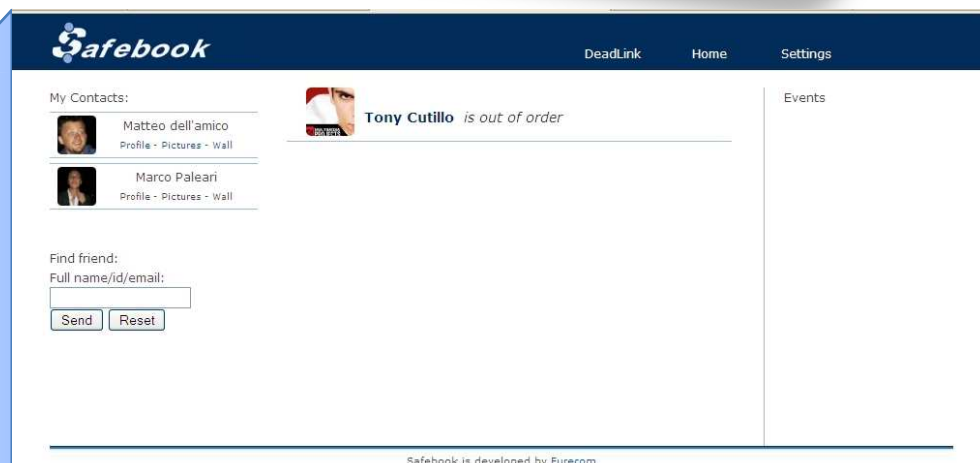 Safebook
DeadLink Home Settings
My Contacts:
Matteo dell'amico
Profile - Pictures - Wall
Marco Paleari
Profile - Pictures - Wall
Find friend:
Full name/id/email:
Send Reset
Tony Cutillo is out of order
Events
Safebook is developed by Eurecom